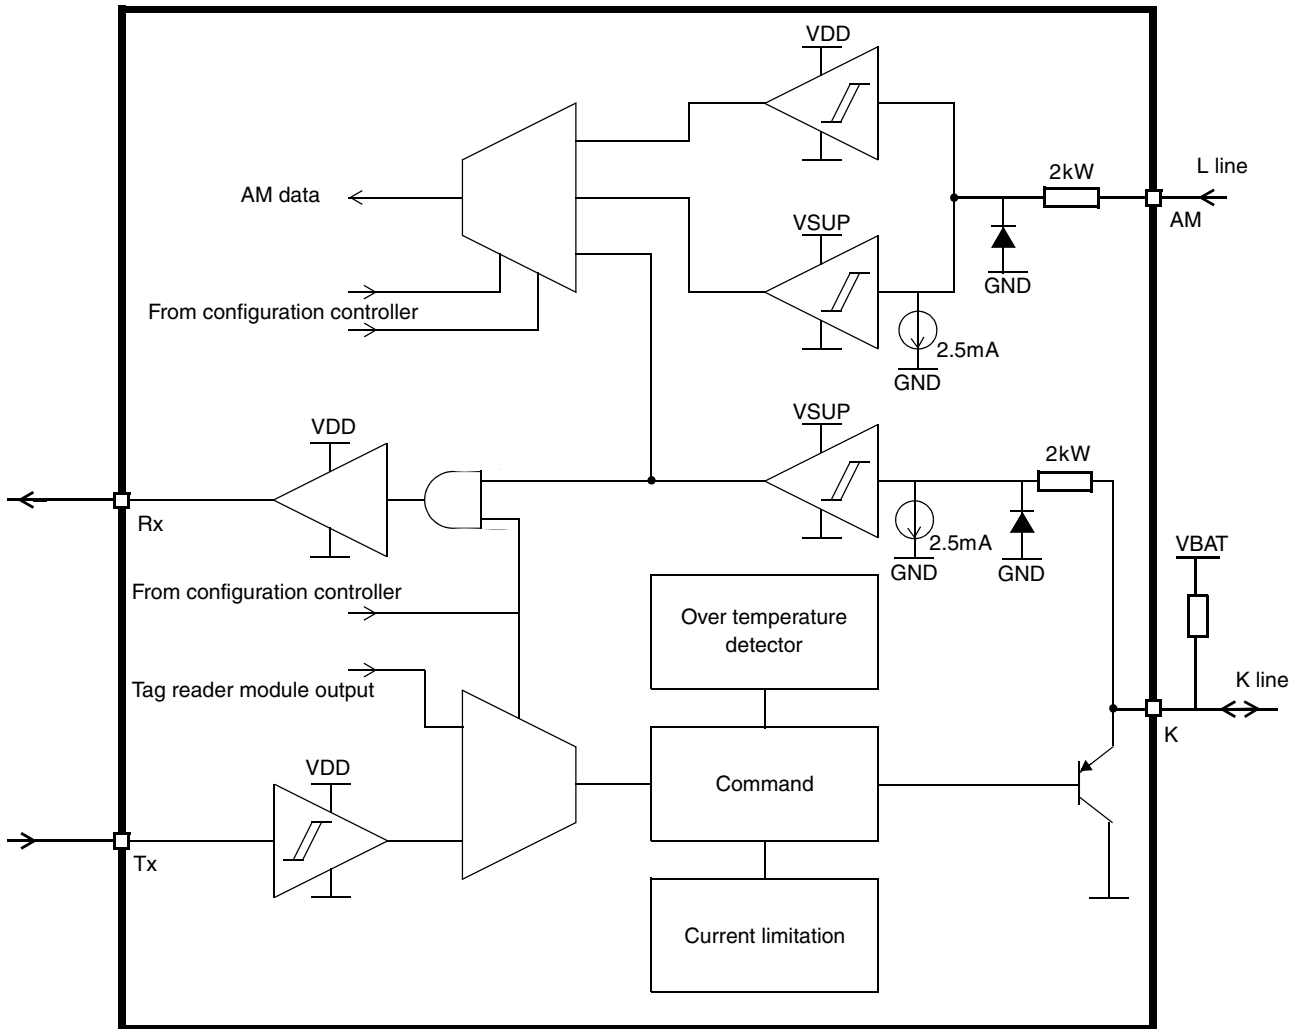 VDD
2kW
L line
AM data
AM
VSUP
GND
From configuration controller
2.5mA
GND
VSUP
VDD
2kW
Rx
2.5mA
VBAT
GND
GND
From configuration controller
Over temperature
detector
Tag reader module output
K line
K
VDD
Command
Tx
Current limitation